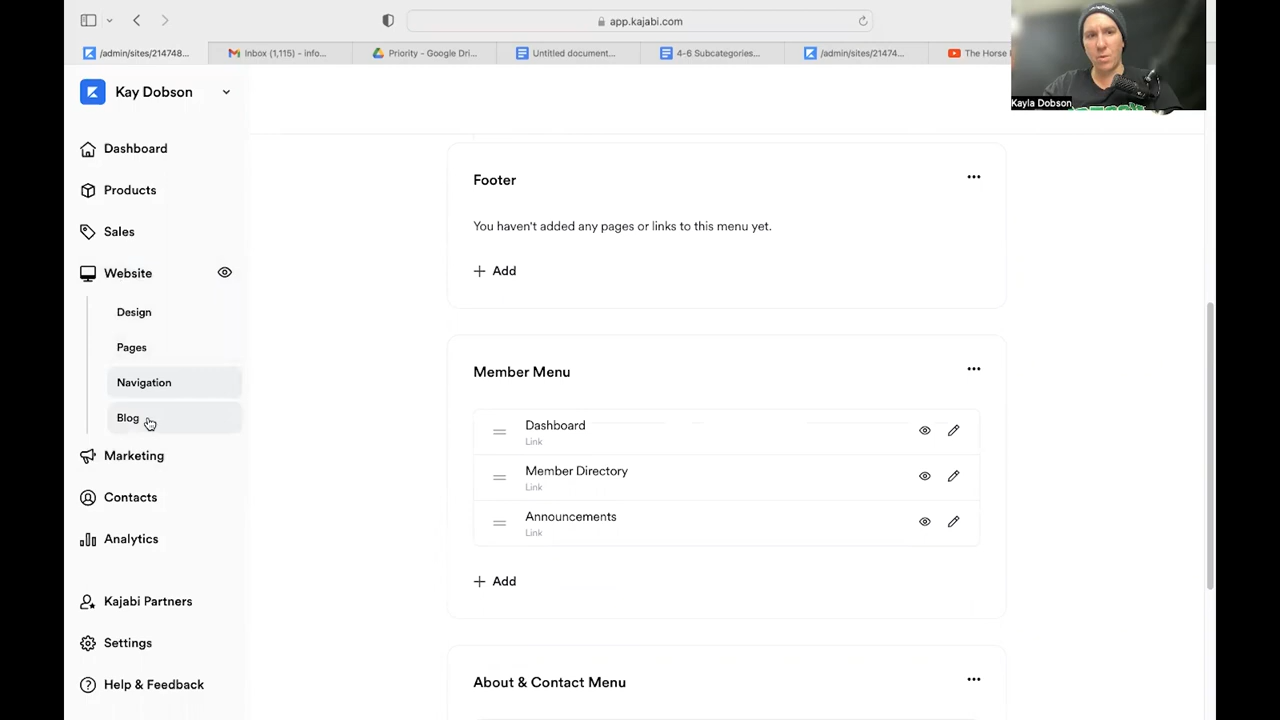 app.kajabi.com
/admin/sites/214748...
Inbox (1,115) - info...
Priority - Google Dri...
Untitled document...
4-6 Subcategories...
/admin/sites/21474...
The Horse
Kayla Dobson
Kay Dobson
Dashboard
Products
Sales
Website
Design
Pages
Navigation
Blog
Marketing
Contacts
Analytics
Kajabi Partners
Settings
Help & Feedback
Footer
You haven't added any pages or links to this menu yet.
Add
Member Menu
Dashboard
Link
Member Directory
Link
Announcements
Link
Add
About & Contact Menu